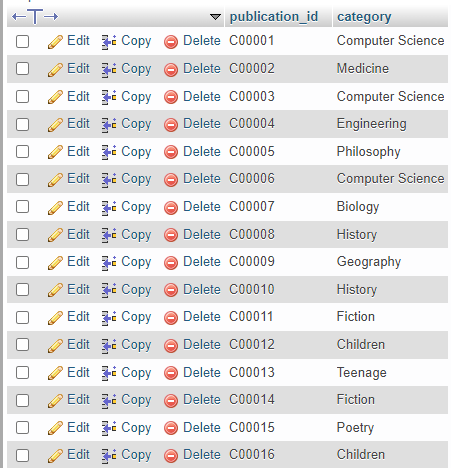 publication_id category
Edit Copy Delete C00001 Computer Science
Edit Copy Delete C00002 Medicine
Edit Copy Delete C00003 Computer Science
Edit Copy Delete C00004 Engineering
Edit Copy Delete C00005 Philosophy
Edit Copy Delete C00006 Computer Science
Edit Copy Delete C00007 Biology
Edit Copy Delete C00008 History
Edit Copy Delete C00009 Geography
Edit Copy Delete C00010 History
Edit Copy Delete C00011 Fiction
Edit Copy Delete C00012 Children
Edit Copy Delete C00013 Teenage
Edit Copy Delete C00014 Fiction
Edit Copy Delete C00015 Poetry
Edit Copy Delete C00016 Children